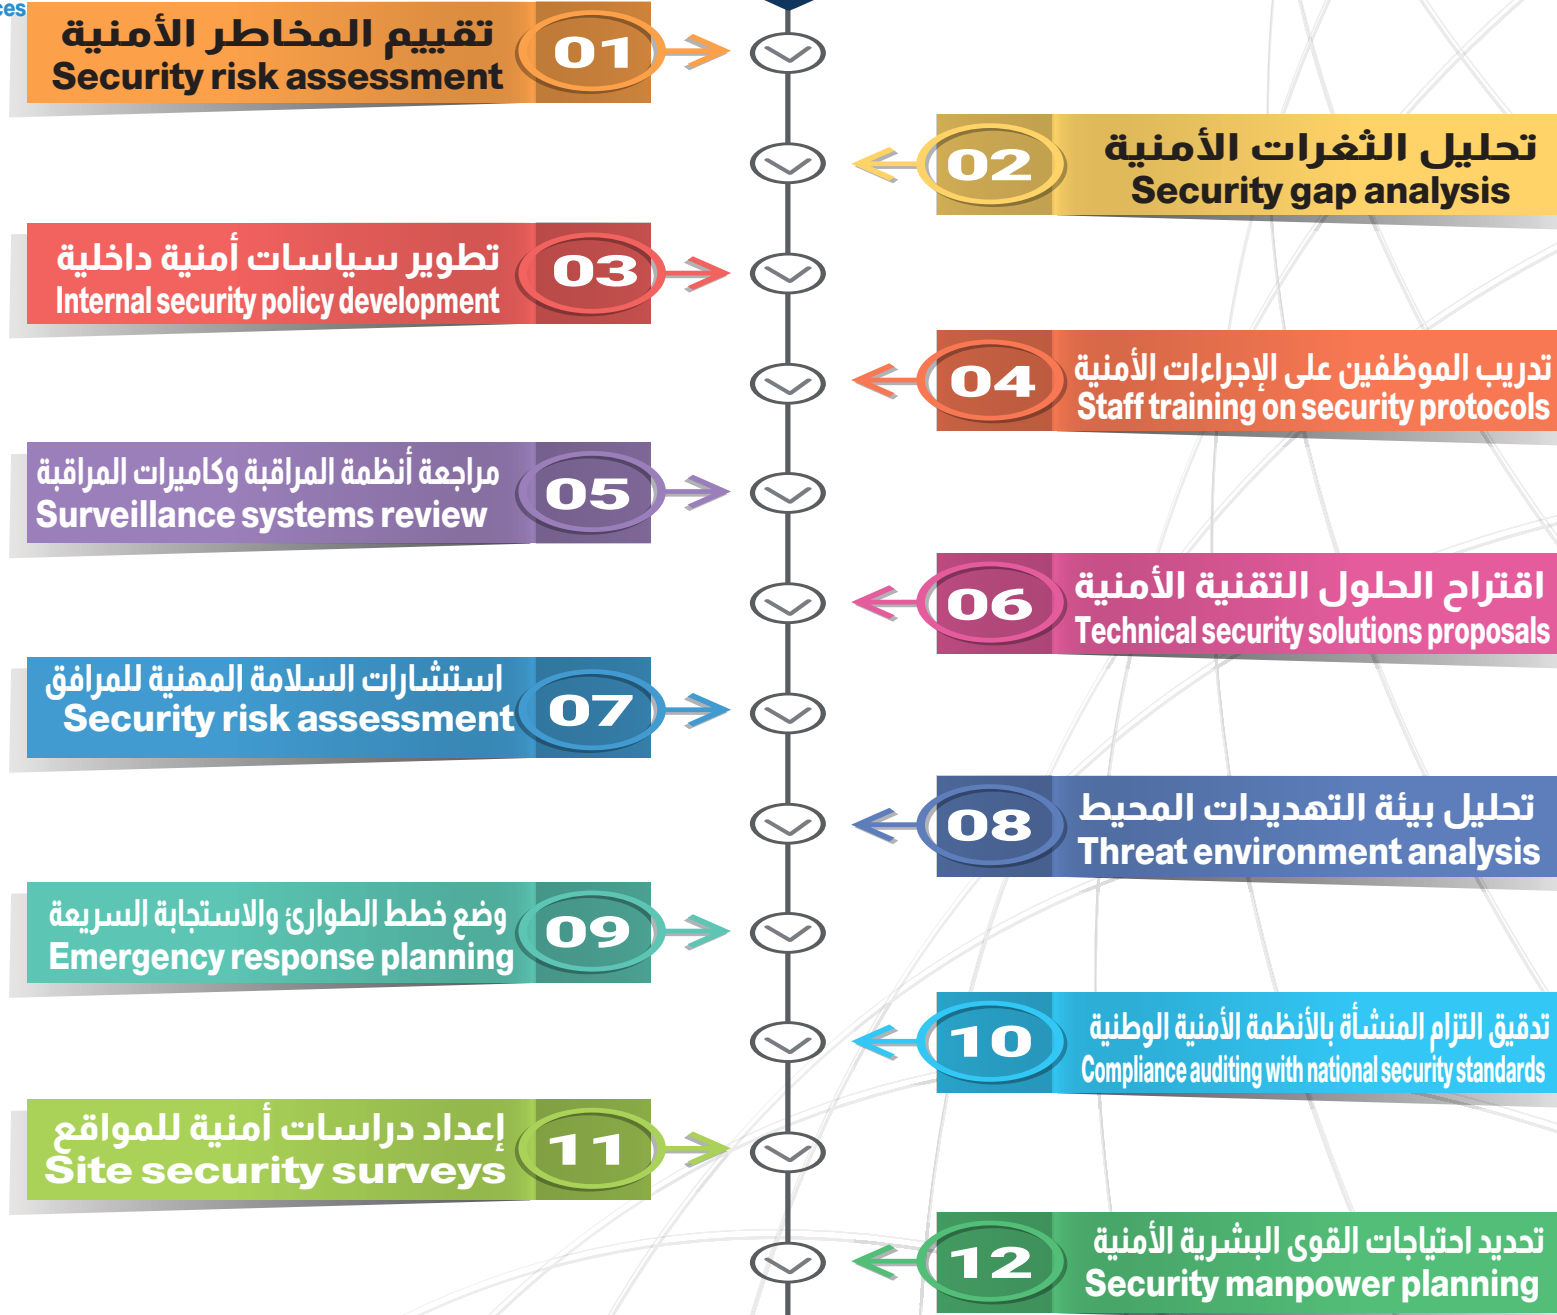 ces
تقييم المخاطر الأمنية
Security risk assessment
01
02
تحليل الثغرات الأمنية
Security gap analysis
تطوير سياسات أمنية داخلية
Internal security policy development
03
04
تدريب الموظفين على الإجراءات الأمنية
Staff training on security protocols
مراجعة أنظمة المراقبة وكاميرات المراقبة
Surveillance systems review
05
06
اقتراح الحلول التقنية الأمنية
Technical security solutions proposals
استشارات السلامة المهنية للمرافق
Security risk assessment
07
08
تحليل بيئة التهديدات المحيط
Threat environment analysis
وضع خطط الطوارئ والاستجابة السريعة
Emergency response planning
09
10
تدقيق التزام المنشأة بالأنظمة الأمنية الوطنية
Compliance auditing with national security standards
إعداد دراسات أمنية للمواقع
Site security surveys
11
12
تحديد احتياجات القوى البشرية الأمنية
Security manpower planning